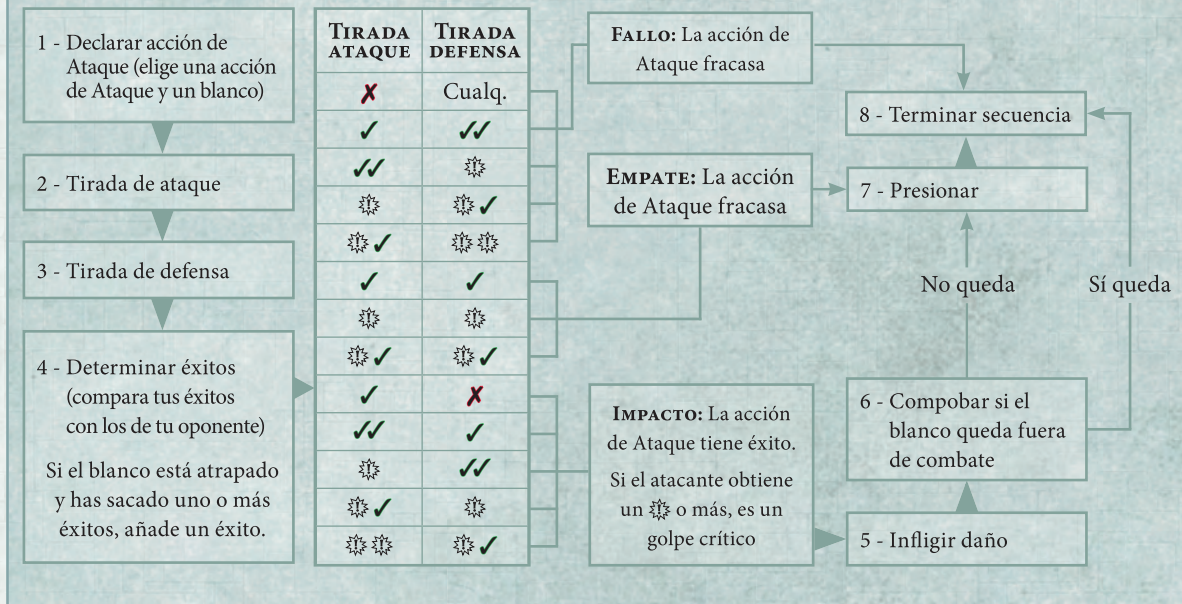 1 - Declarar acción de
Ataque (elige una acción
de Ataque y un blanco)
2 - Tirada de ataque
3 - Tirada de defensa
4 - Determinar éxitos
(compara tus éxitos
con los de tu oponente)
Si el blanco está atrapado
y has sacado uno o más
éxitos, añade un éxito.
TIRADA ATAQUE
TIRADA DEFENSA
✗ Cualq.
✓ ✓✓
✓✓ !
! !✓
!✓ !!
✓ ✓
! !
!✓ !✓
✓ ✗
✓✓ ✓
! ✓✓
!✓ !
!! !✓
FALLO: La acción de
Ataque fracasa
EMPATE: La acción
de Ataque fracasa
IMPACTO: La acción
de Ataque tiene éxito.
Si el atacante obtiene
un ! o más, es un
golpe crítico
5 - Infligir daño
6 - Compobar si el
blanco queda fuera
de combate
No queda
Sí queda
7 - Presionar
8 - Terminar secuencia